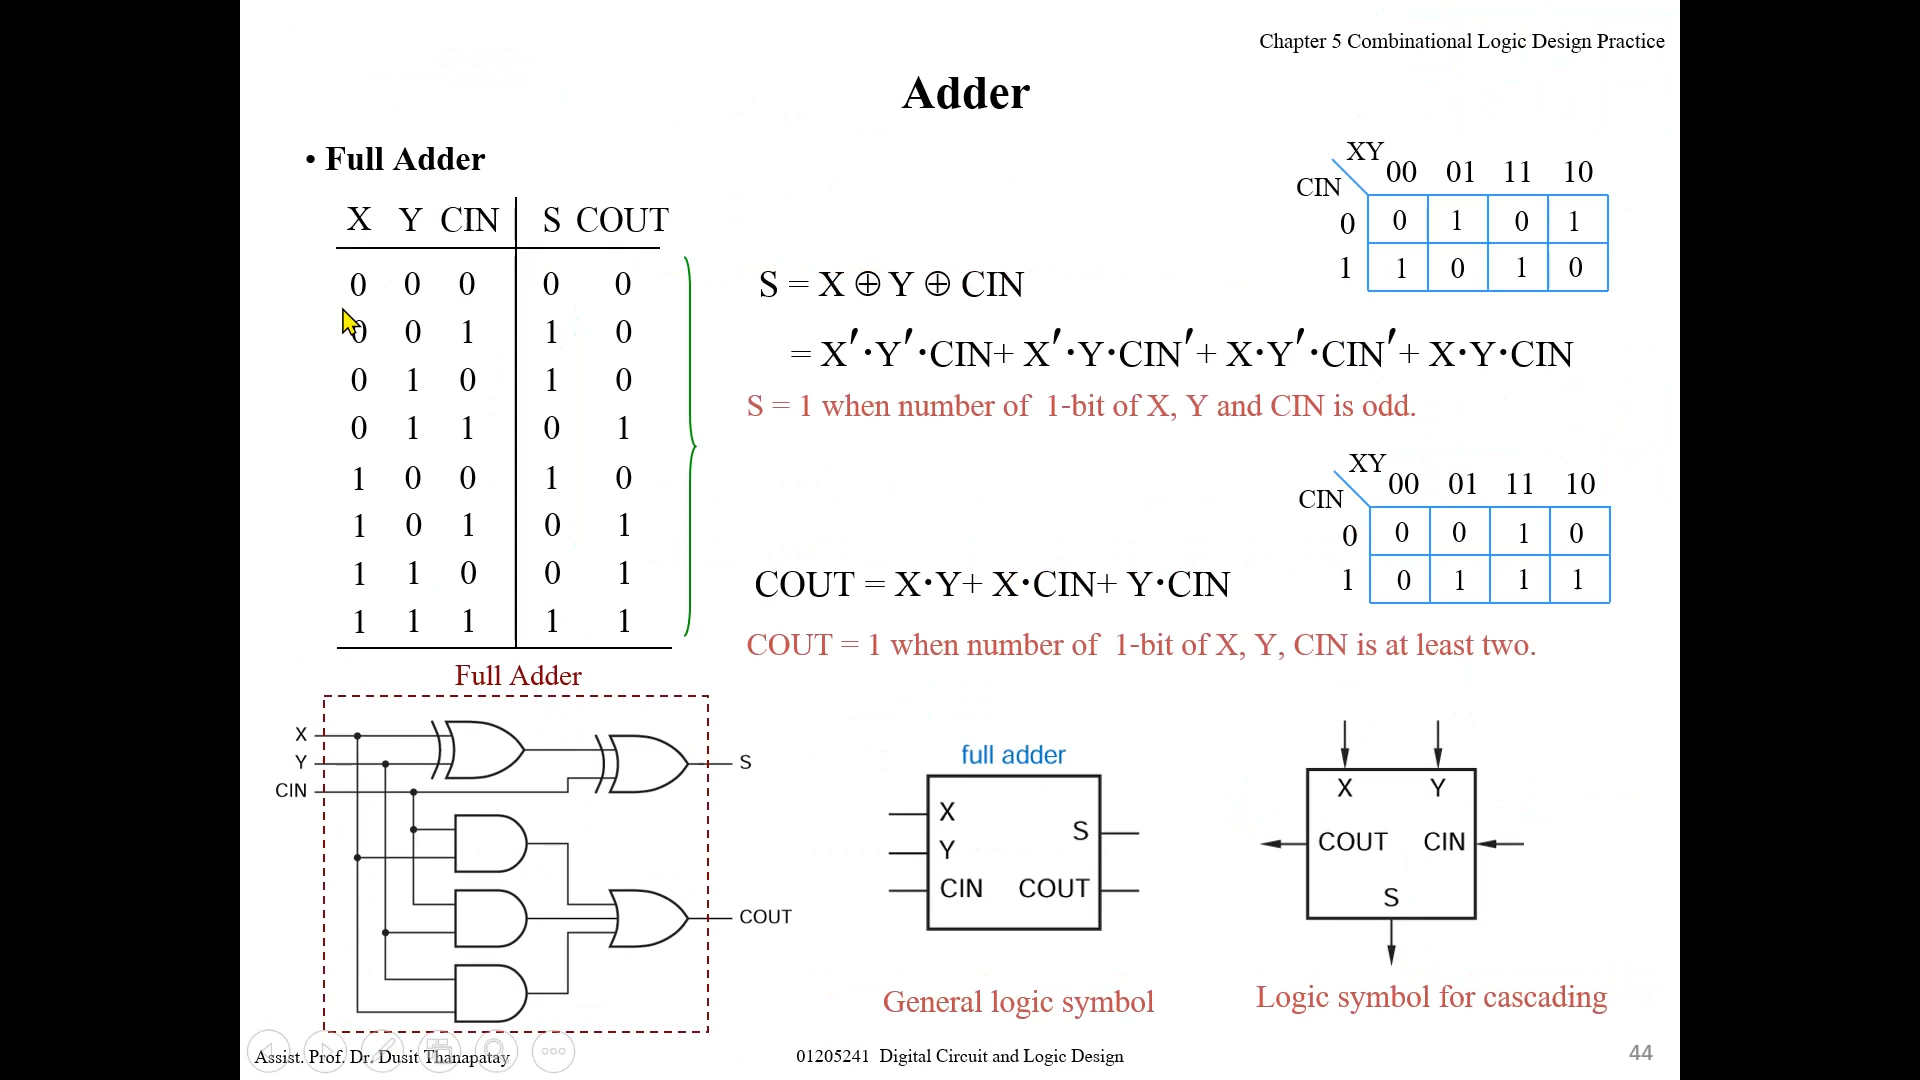 Chapter 5 Combinational Logic Design Practice
Adder
• Full Adder
X Y CIN S COUT
0 0 0 0 0
0 0 1 1 0
0 1 0 1 0
0 1 1 0 1
1 0 0 1 0
1 0 1 0 1
1 1 0 0 1
1 1 1 1 1
S = X ⊕ Y ⊕ CIN
= X′·Y′·CIN+ X′·Y·CIN′+ X·Y′·CIN′+ X·Y·CIN
S = 1 when number of 1-bit of X, Y and CIN is odd.
XY
CIN
00 01 11 10
0 0 1 0 1
1 1 0 1 0
COUT = X·Y+ X·CIN+ Y·CIN
COUT = 1 when number of 1-bit of X, Y, CIN is at least two.
XY
CIN
00 01 11 10
0 0 0 1 0
1 0 1 1 1
Full Adder
X
Y
CIN
S
COUT
full adder
X
Y
CIN
S
COUT
General logic symbol
X Y
COUT CIN
S
Logic symbol for cascading
Assist. Prof. Dr. Dusit Thanapatay
01205241 Digital Circuit and Logic Design
44